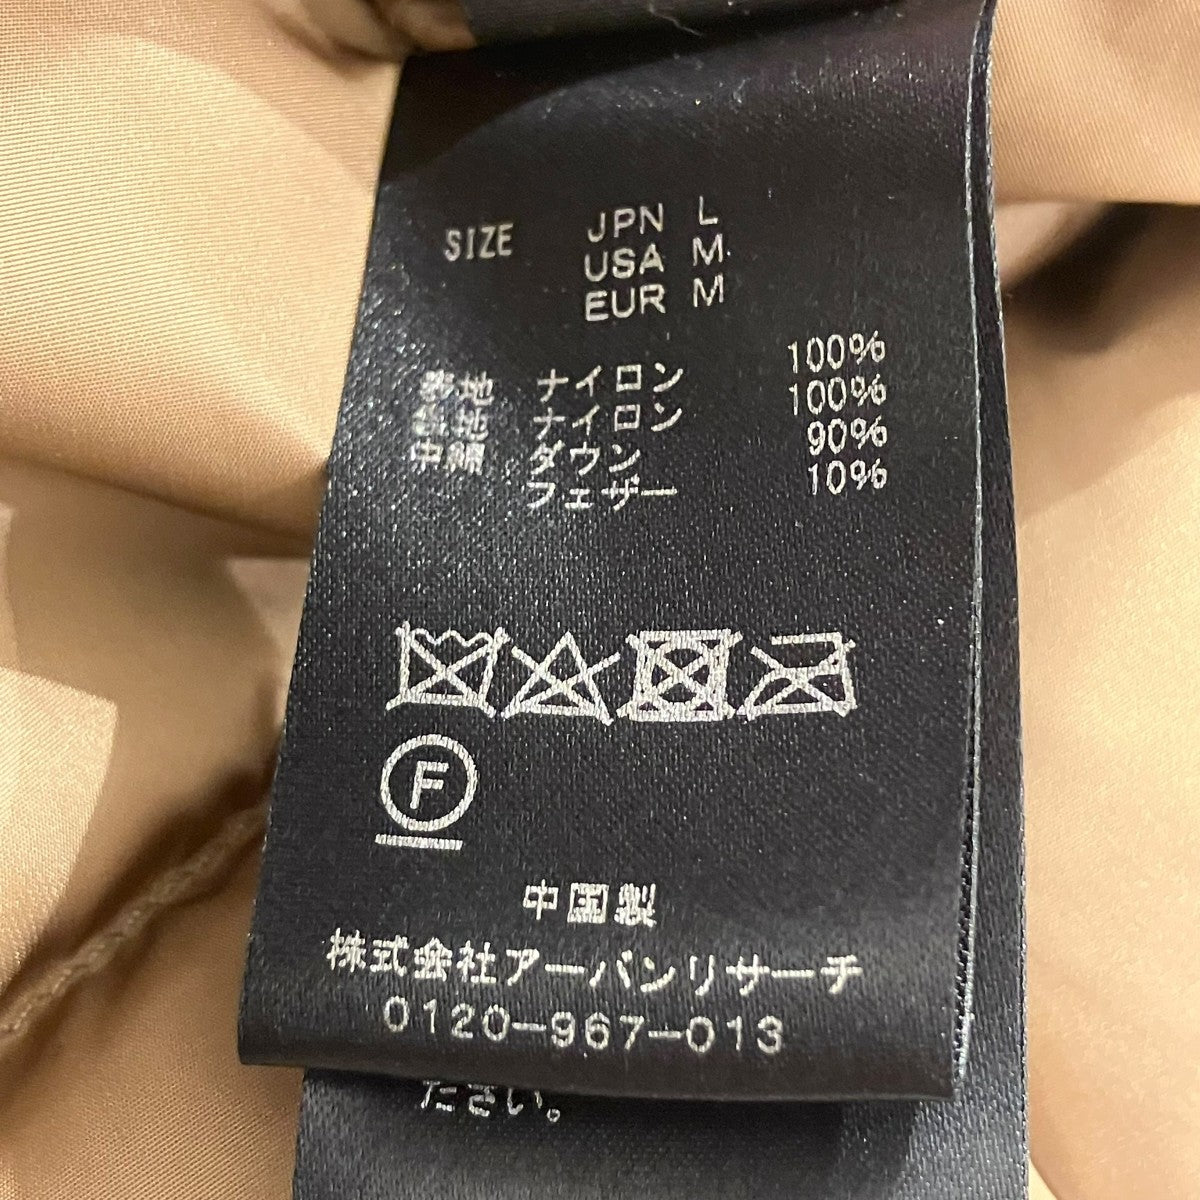 SIZE JPN L
USA M
EUR M
表地 ナイロン 100%
裏地 ナイロン 100%
中綿 ダウン 90%
フェザー 10%
F
中国製
株式会社アーバンリサーチ
0120-967-013
ださい。